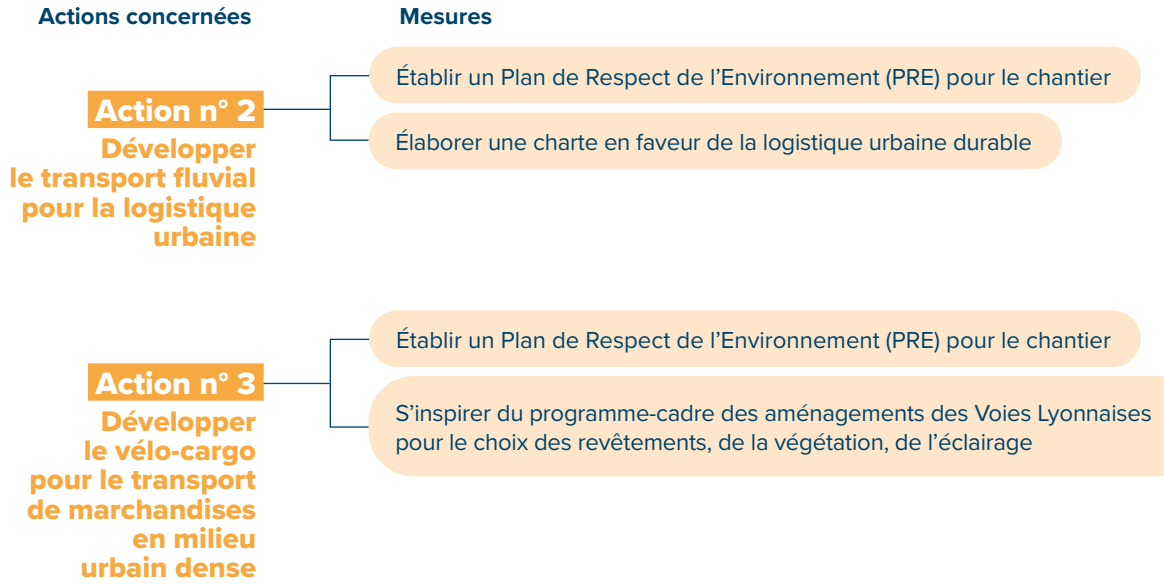 Actions concernées
Mesures
Action n° 2
Développer
le transport fluvial
pour la logistique
urbaine
Établir un Plan de Respect de l’Environnement (PRE) pour le chantier
Élaborer une charte en faveur de la logistique urbaine durable
Action n° 3
Développer
le vélo-cargo
pour le transport
de marchandises
en milieu
urbain dense
Établir un Plan de Respect de l’Environnement (PRE) pour le chantier
S’inspirer du programme-cadre des aménagements des Voies Lyonnaises
pour le choix des revêtements, de la végétation, de l’éclairage